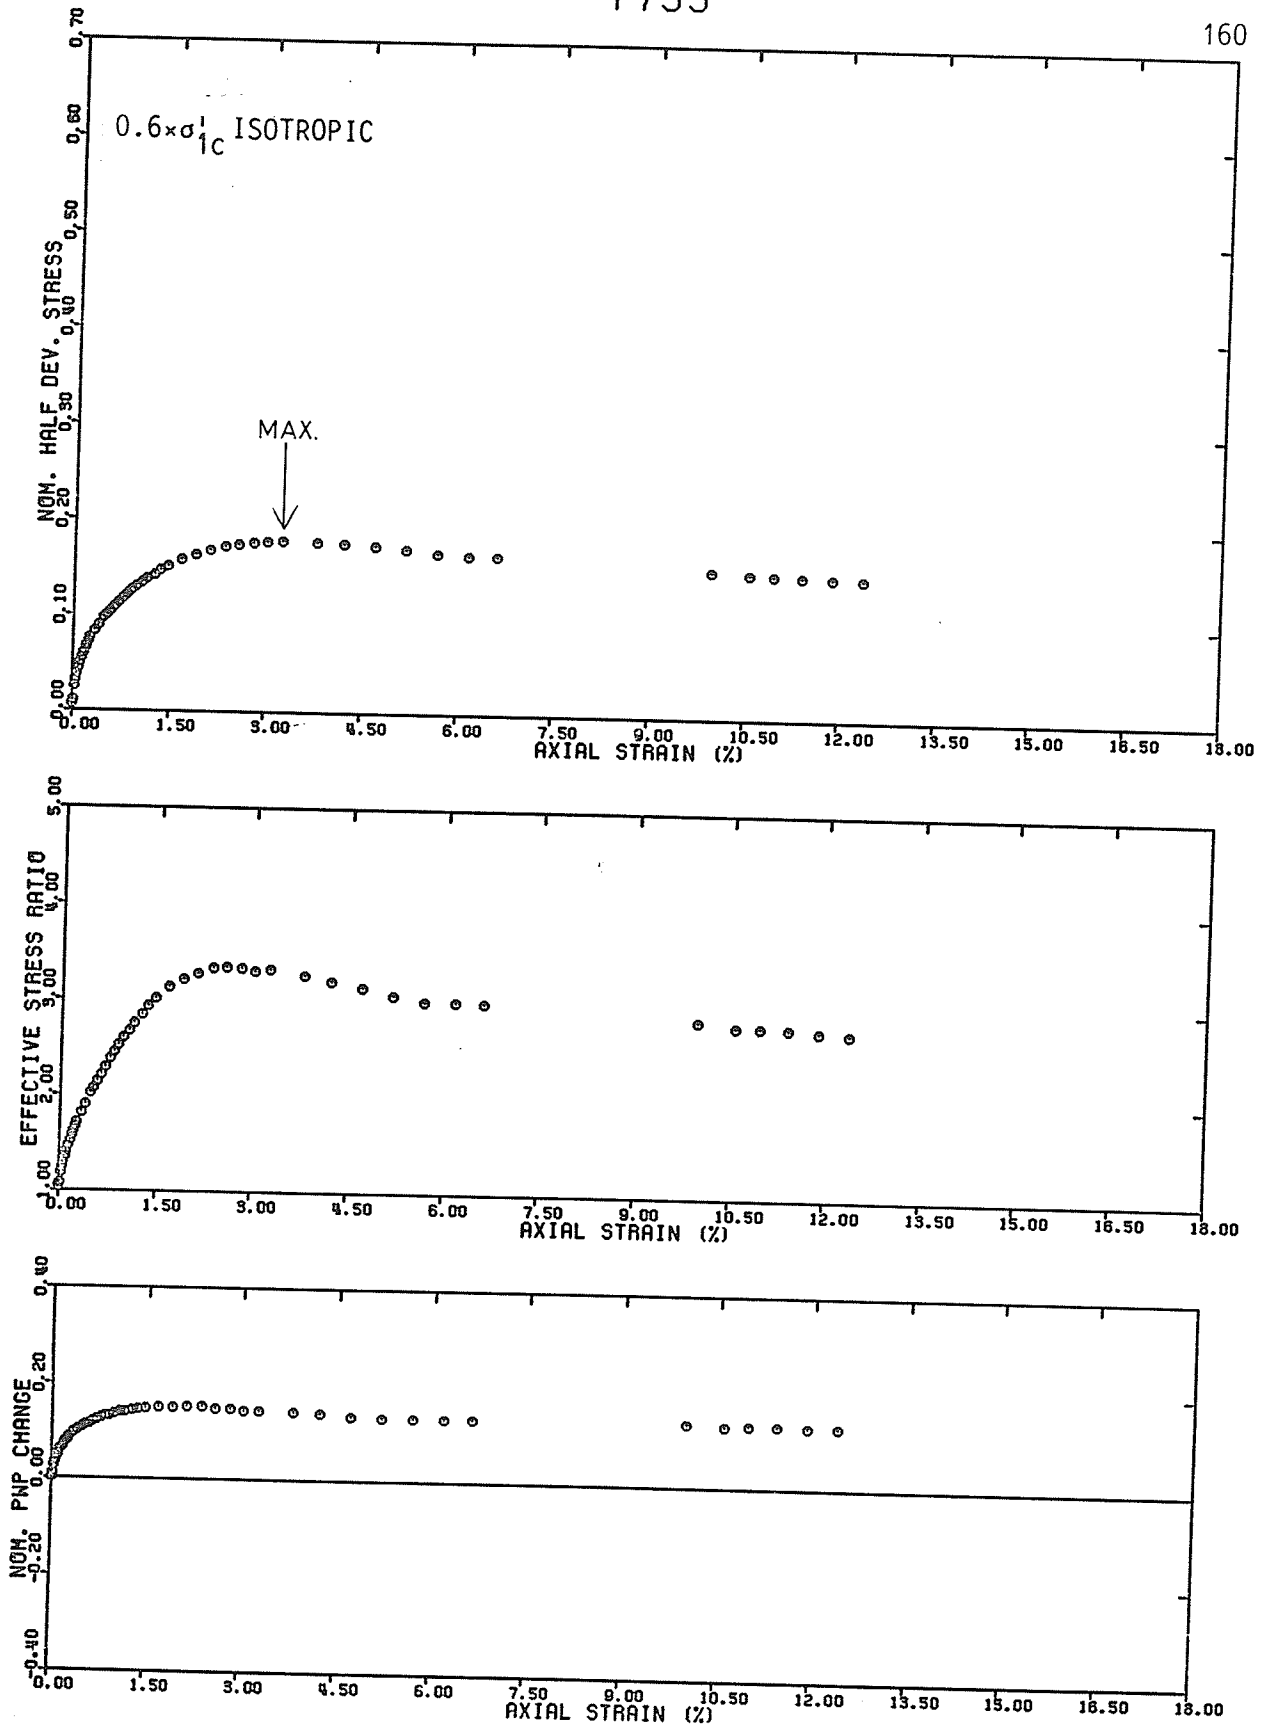 160
0.6×σ'1c ISOTROPIC
MAX.
NOM. HALF DEV. STRESS
0.00 0.10 0.20 0.30 0.40 0.50 0.60 0.70
0.00 1.50 3.00 4.50 6.00 7.50 9.00 10.50 12.00 13.50 15.00 16.50 18.00
AXIAL STRAIN (%)
EFFECTIVE STRESS RATIO
1.00 2.00 3.00 4.00 5.00
0.00 1.50 3.00 4.50 6.00 7.50 9.00 10.50 12.00 13.50 15.00 16.50 18.00
AXIAL STRAIN (%)
NOM. PWP CHANGE
-0.40 -0.20 0.00 0.20 0.40
0.00 1.50 3.00 4.50 6.00 7.50 9.00 10.50 12.00 13.50 15.00 16.50 18.00
AXIAL STRAIN (%)